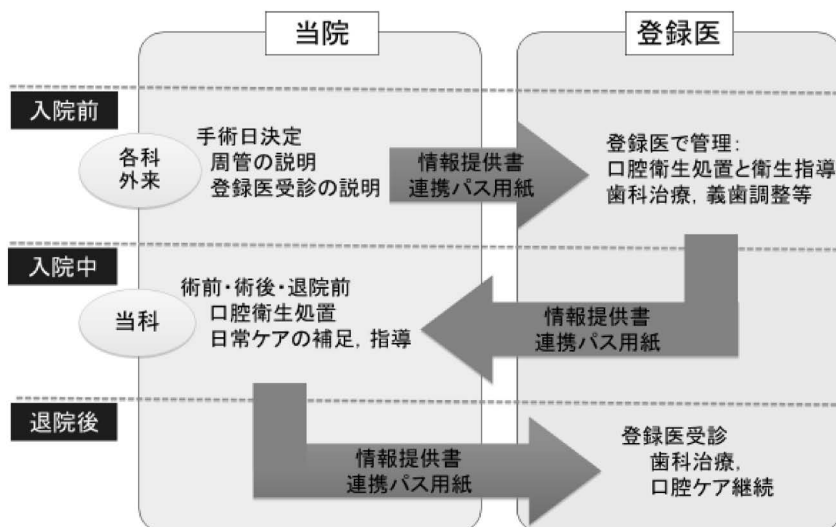 当院
登録医
入院前
各科
外来
手術日決定
周管の説明
登録医受診の説明
情報提供書
連携パス用紙
登録医で管理：
口腔衛生処置と衛生指導
歯科治療，義歯調整等
入院中
当科
術前・術後・退院前
口腔衛生処置
日常ケアの補足，指導
情報提供書
連携パス用紙
退院後
情報提供書
連携パス用紙
登録医受診
歯科治療，
口腔ケア継続